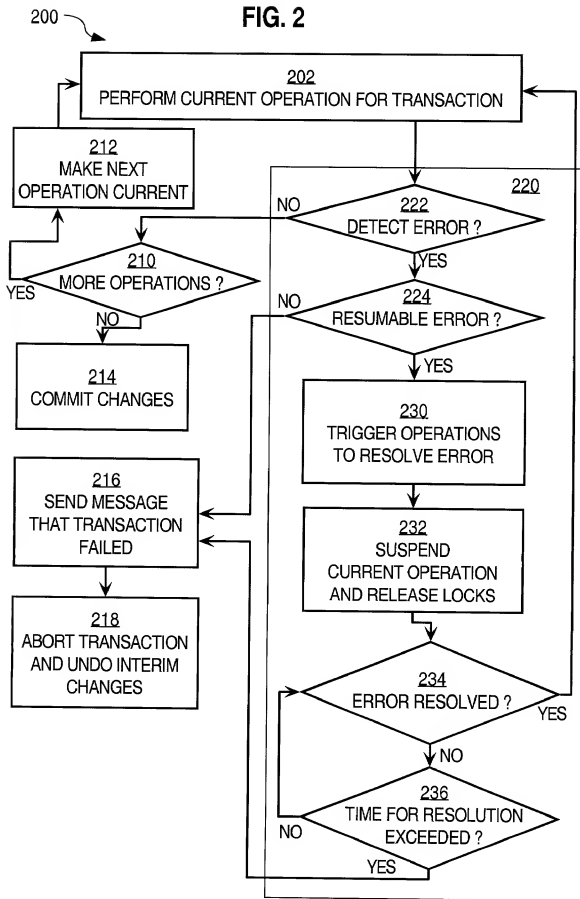 FIG. 2
200
202
PERFORM CURRENT OPERATION FOR TRANSACTION
212
MAKE NEXT
OPERATION CURRENT
220
NO
222
DETECT ERROR ?
YES
210
MORE OPERATIONS ?
YES
NO
NO
224
RESUMABLE ERROR ?
YES
214
COMMIT CHANGES
230
TRIGGER OPERATIONS
TO RESOLVE ERROR
216
SEND MESSAGE
THAT TRANSACTION
FAILED
232
SUSPEND
CURRENT OPERATION
AND RELEASE LOCKS
218
ABORT TRANSACTION
AND UNDO INTERIM
CHANGES
234
ERROR RESOLVED ?
YES
NO
236
TIME FOR RESOLUTION
EXCEEDED ?
NO
YES